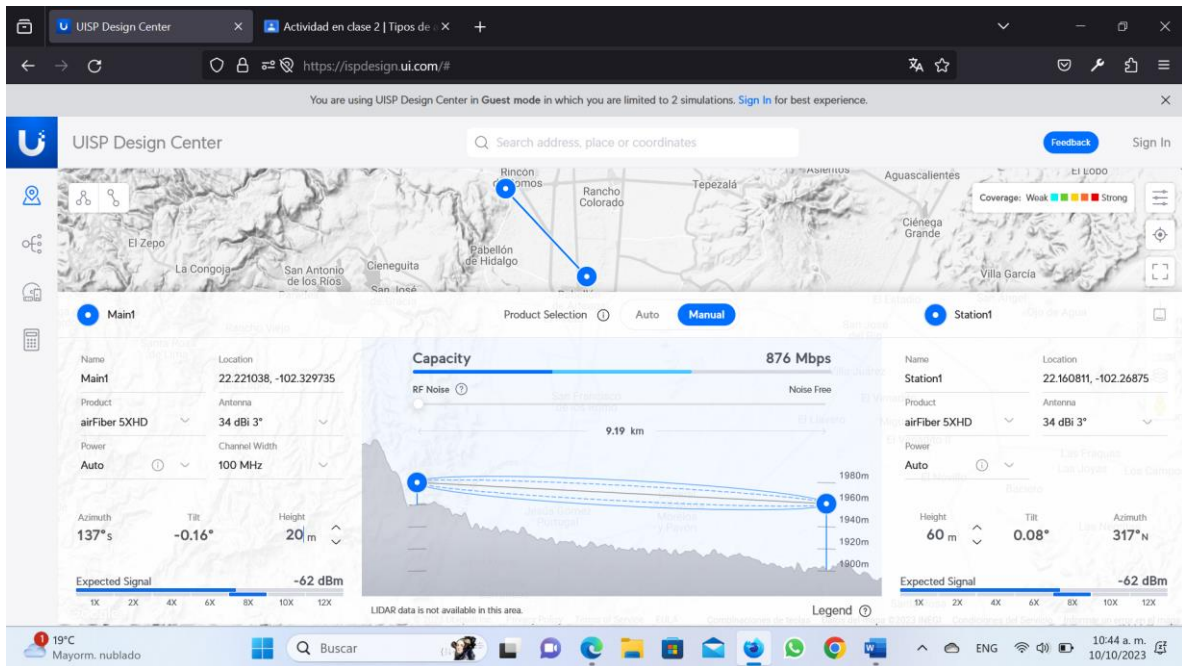 UISP Design Center
Actividad en clase 2 | Tipos de a
https://ispdesign.ui.com/#
You are using UISP Design Center in Guest mode in which you are limited to 2 simulations. Sign In for best experience.
UISP Design Center
Search address, place or coordinates
Feedback
Sign In
Rincón
Rancho
Colorado
Tepezalá
Asientos
Aguascalientes
El Lobo
Coverage: Weak
Strong
Ciénega
Grande
El Zepo
Pabellón
de Hidalgo
La Congoja
San Antonio
de los Ríos
Cieneguita
San José
Villa García
Main1
Product Selection
Auto
Manual
Station1
Name
Main1
Location
22.221038, -102.329735
Product
airFiber 5XHD
Antenna
34 dBi 3°
Power
Auto
Channel Width
100 MHz
Azimuth
137° S
Tilt
-0.16°
Height
20 m
Expected Signal
-62 dBm
1X 2X 4X 6X 8X 10X 12X
Capacity
876 Mbps
RF Noise
Noise Free
9.19 km
1980m
1960m
1940m
1920m
1900m
LIDAR data is not available in this area.
Legend
Name
Station1
Location
22.160811, -102.26875
Product
airFiber 5XHD
Antenna
34 dBi 3°
Power
Auto
Height
60 m
Tilt
0.08°
Azimuth
317° N
Expected Signal
-62 dBm
1X 2X 4X 6X 8X 10X 12X
1
19°C
Mayorm. nublado
Buscar
ENG
10:44 a. m.
10/10/2023